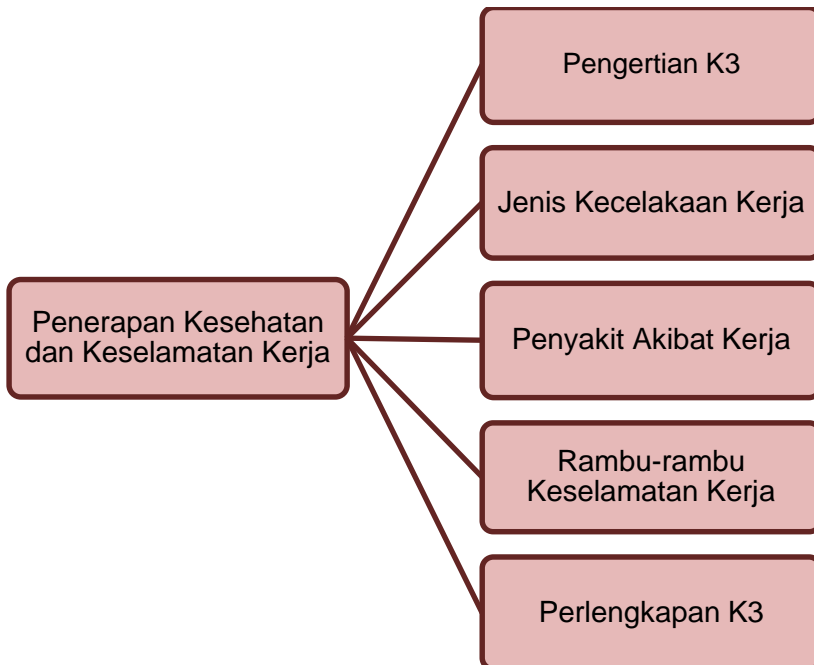 Pengertian K3
Jenis Kecelakaan Kerja
Penerapan Kesehatan
dan Keselamatan Kerja
Penyakit Akibat Kerja
Rambu-rambu
Keselamatan Kerja
Perlengkapan K3